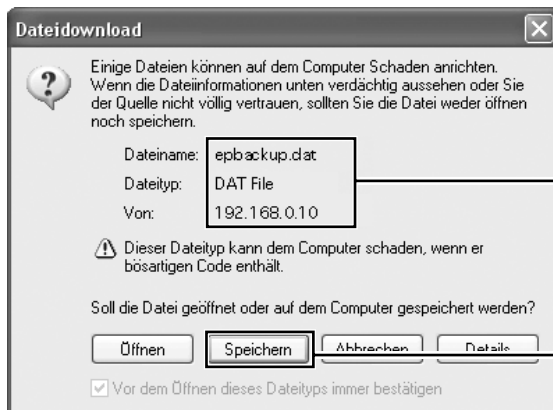 Dateidownload
Einige Dateien können auf dem Computer Schaden anrichten.
Wenn die Dateiinformationen unten verdächtig aussehen oder Sie
der Quelle nicht völlig vertrauen, sollten Sie die Datei weder öffnen
noch speichern.
Dateiname: epbackup.dat
Dateityp: DAT File
Von: 192.168.0.10
Dieser Dateityp kann dem Computer schaden, wenn er
bösartigen Code enthält.
Soll die Datei geöffnet oder auf dem Computer gespeichert werden?
Öffnen Speichern Abbrechen Details
Vor dem Öffnen dieses Dateityps immer bestätigen